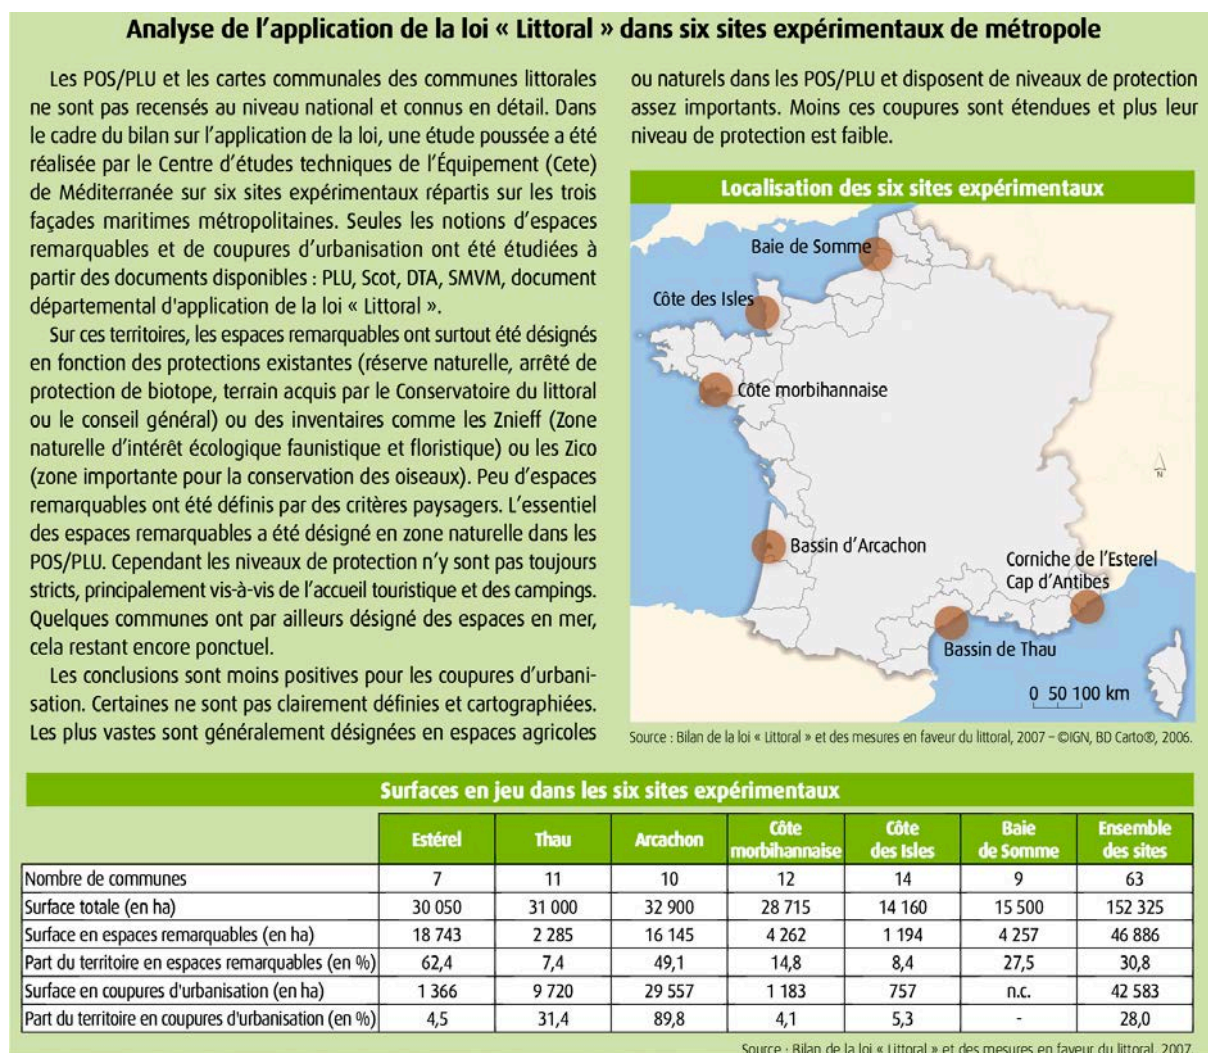 Analyse de l'application de la loi « Littoral » dans six sites expérimentaux de métropole
Les POS/PLU et les cartes communales des communes littorales
ne sont pas recensés au niveau national et connus en détail. Dans
le cadre du bilan sur l'application de la loi, une étude poussée a été
réalisée par le Centre d'études techniques de l'Équipement (Cete)
de Méditerranée sur six sites expérimentaux répartis sur les trois
façades maritimes métropolitaines. Seules les notions d'espaces
remarquables et de coupures d'urbanisation ont été étudiées à
partir des documents disponibles : PLU, Scot, DTA, SMVM, document
départemental d'application de la loi « Littoral ».
Sur ces territoires, les espaces remarquables ont surtout été désignés
en fonction des protections existantes (réserve naturelle, arrêté de
protection de biotope, terrain acquis par le Conservatoire du littoral
ou le conseil général) ou des inventaires comme les Znieff (Zone
naturelle d'intérêt écologique faunistique et floristique) ou les Zico
(zone importante pour la conservation des oiseaux). Peu d'espaces
remarquables ont été définis par des critères paysagers. L'essentiel
des espaces remarquables a été désigné en zone naturelle dans les
POS/PLU. Cependant les niveaux de protection n'y sont pas toujours
stricts, principalement vis-à-vis de l'accueil touristique et des campings.
Quelques communes ont par ailleurs désigné des espaces en mer,
cela restant encore ponctuel.
Les conclusions sont moins positives pour les coupures d'urbani-
sation. Certaines ne sont pas clairement définies et cartographiées.
Les plus vastes sont généralement désignées en espaces agricoles
ou naturels dans les POS/PLU et disposent de niveaux de protection
assez importants. Moins ces coupures sont étendues et plus leur
niveau de protection est faible.
Localisation des six sites expérimentaux
Baie de Somme
Côte des Isles
Côte morbihannaise
N
Bassin d'Arcachon
Corniche de l'Esterel
Cap d'Antibes
Bassin de Thau
0 50 100 km
Source : Bilan de la loi « Littoral » et des mesures en faveur du littoral, 2007 – ©IGN, BD Carto®, 2006.
Surfaces en jeu dans les six sites expérimentaux
Estérel Thau Arcachon Côte morbihannaise Côte des Isles Baie de Somme Ensemble des sites
Nombre de communes 7 11 10 12 14 9 63
Surface totale (en ha) 30 050 31 000 32 900 28 715 14 160 15 500 152 325
Surface en espaces remarquables (en ha) 18 743 2 285 16 145 4 262 1 194 4 257 46 886
Part du territoire en espaces remarquables (en %) 62,4 7,4 49,1 14,8 8,4 27,5 30,8
Surface en coupures d'urbanisation (en ha) 1 366 9 720 29 557 1 183 757 n.c. 42 583
Part du territoire en coupures d'urbanisation (en %) 4,5 31,4 89,8 4,1 5,3 - 28,0
Source : Bilan de la loi « Littoral » et des mesures en faveur du littoral, 2007.